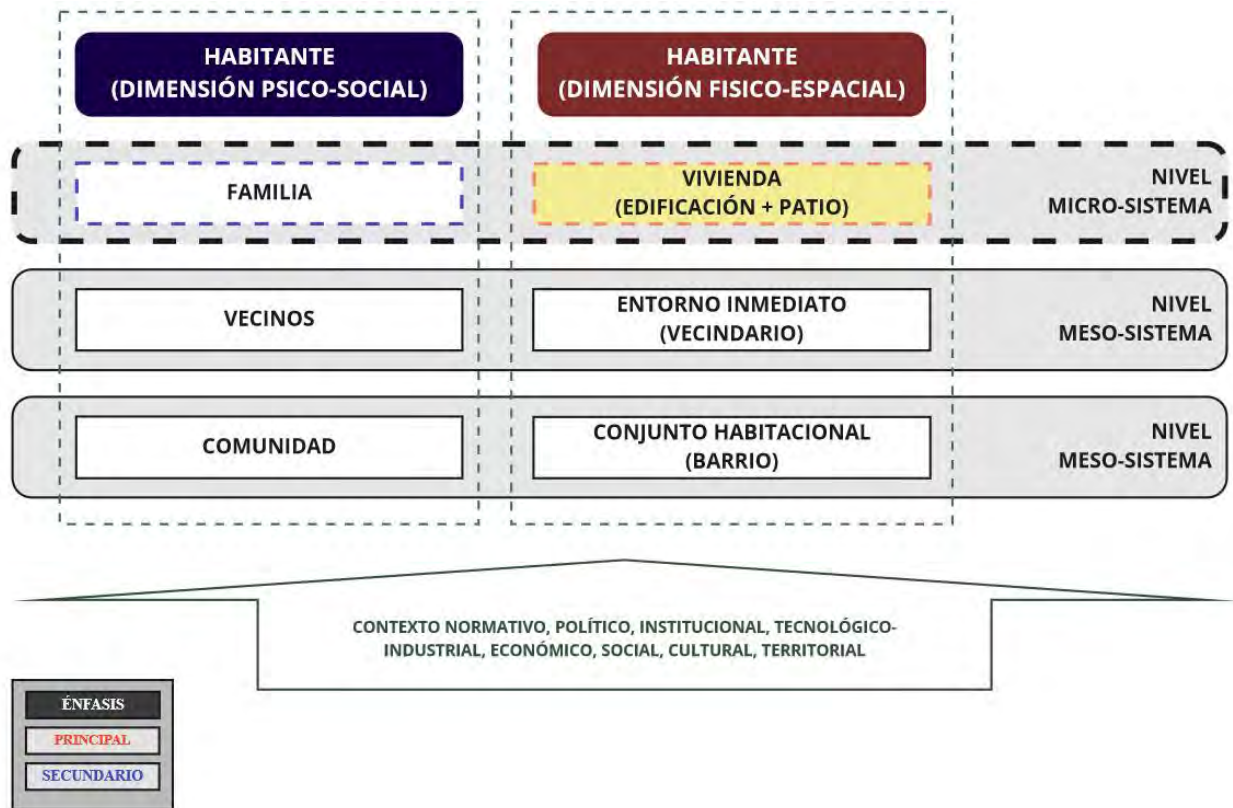 HABITANTE
(DIMENSIÓN PSICO-SOCIAL)
HABITANTE
(DIMENSIÓN FISICO-ESPACIAL)
FAMILIA
VIVIENDA
(EDIFICACIÓN + PATIO)
NIVEL
MICRO-SISTEMA
VECINOS
ENTORNO INMEDIATO
(VECINDARIO)
NIVEL
MESO-SISTEMA
COMUNIDAD
CONJUNTO HABITACIONAL
(BARRIO)
NIVEL
MESO-SISTEMA
CONTEXTO NORMATIVO, POLÍTICO, INSTITUCIONAL, TECNOLÓGICO-
INDUSTRIAL, ECONÓMICO, SOCIAL, CULTURAL, TERRITORIAL
ÉNFASIS
PRINCIPAL
SECUNDARIO